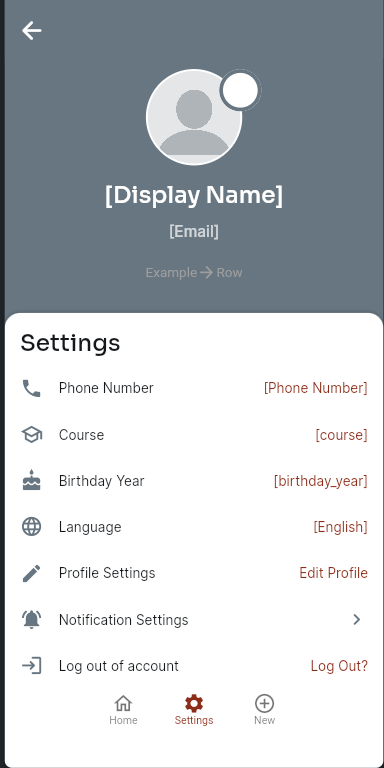 [Display Name]
[Email]
Example → Row
Settings
Phone Number [Phone Number]
Course [course]
Birthday Year [birthday_year]
Language [English]
Profile Settings Edit Profile
Notification Settings
Log out of account Log Out?
Home Settings New